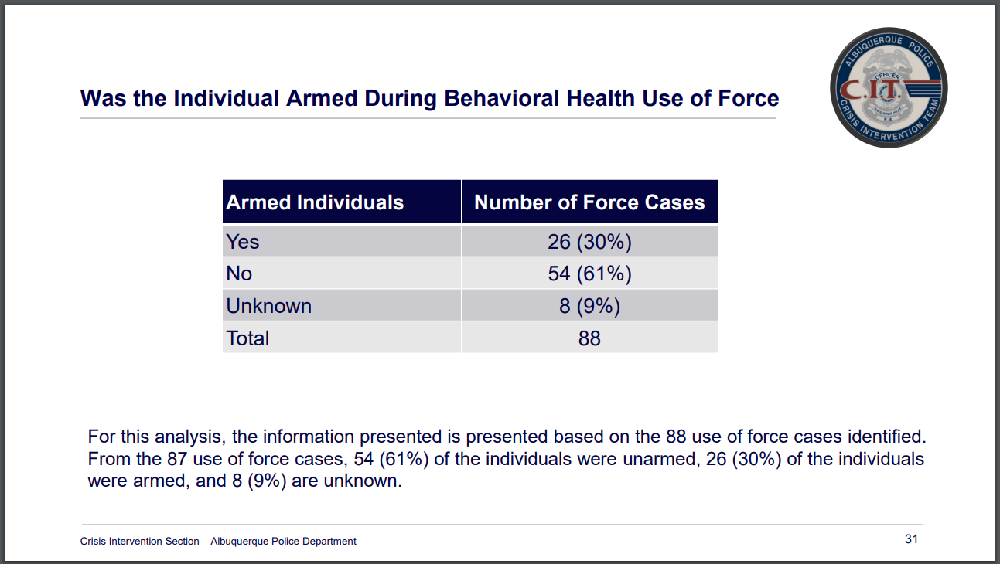 ALBUQUERQUE POLICE
OFFICER
C.I.T.
CRISIS INTERVENTION TEAM
Was the Individual Armed During Behavioral Health Use of Force
Armed Individuals Number of Force Cases
Yes 26 (30%)
No 54 (61%)
Unknown 8 (9%)
Total 88
For this analysis, the information presented is presented based on the 88 use of force cases identified.
From the 87 use of force cases, 54 (61%) of the individuals were unarmed, 26 (30%) of the individuals
were armed, and 8 (9%) are unknown.
Crisis Intervention Section – Albuquerque Police Department 31